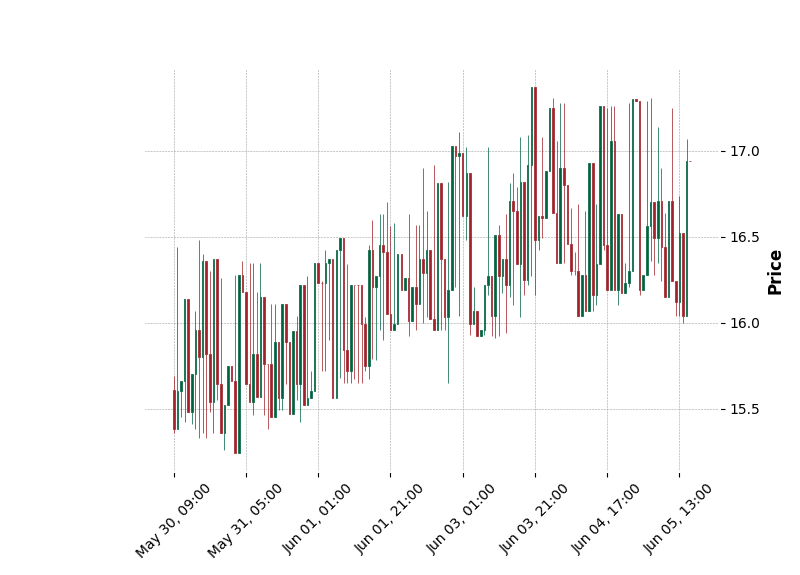 17.0
16.5
16.0
15.5
Price
May 30, 09:00
May 31, 05:00
Jun 01, 01:00
Jun 01, 21:00
Jun 03, 01:00
Jun 03, 21:00
Jun 04, 17:00
Jun 05, 13:00